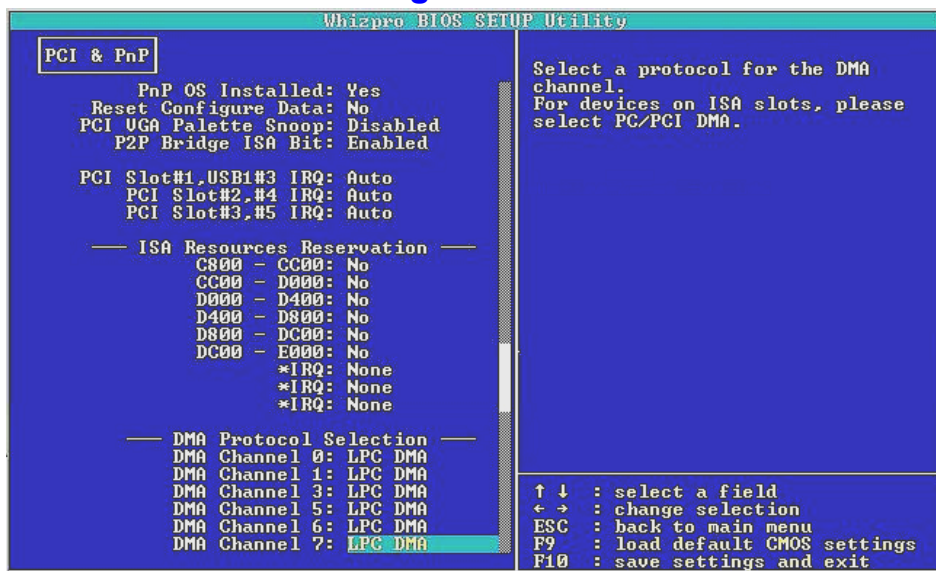 Whizpro BIOS SETUP Utility
PCI & PnP
PnP OS Installed: Yes
Reset Configure Data: No
PCI VGA Palette Snoop: Disabled
P2P Bridge ISA Bit: Enabled
PCI Slot#1,USB1#3 IRQ: Auto
PCI Slot#2,#4 IRQ: Auto
PCI Slot#3,#5 IRQ: Auto
ISA Resources Reservation
C800 - CC00: No
CC00 - D000: No
D000 - D400: No
D400 - D800: No
D800 - DC00: No
DC00 - E000: No
*IRQ: None
*IRQ: None
*IRQ: None
DMA Protocol Selection
DMA Channel 0: LPC DMA
DMA Channel 1: LPC DMA
DMA Channel 3: LPC DMA
DMA Channel 5: LPC DMA
DMA Channel 6: LPC DMA
DMA Channel 7: LPC DMA
Select a protocol for the DMA
channel.
For devices on ISA slots, please
select PC/PCI DMA.
↑ ↓ : select a field
← → : change selection
ESC : back to main menu
F9 : load default CMOS settings
F10 : save settings and exit